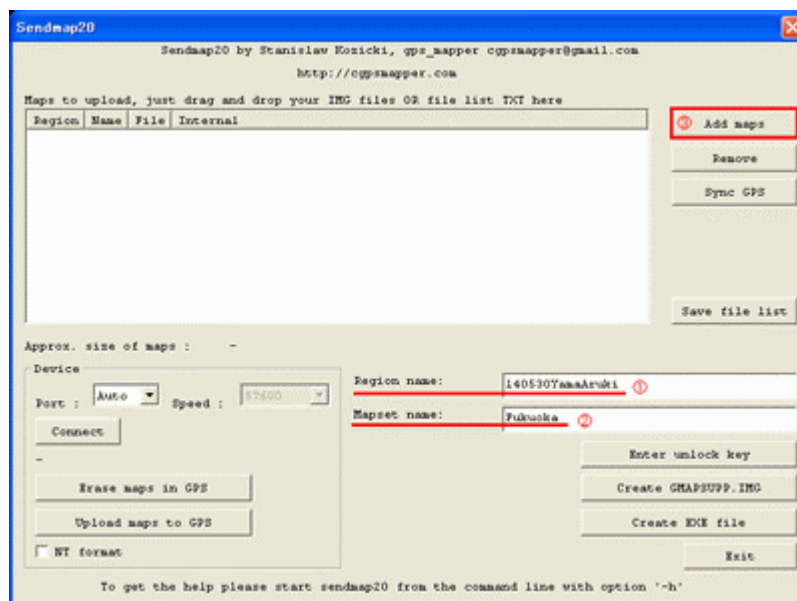 Sendmap20
Sendmap20 by Stanislaw Kozicki, gps_mapper cgpsmapper@gmail.com
http://cgpsmapper.com
Maps to upload, just drag and drop your IMG files OR file list TXT here
Region Name File Internal
③ Add maps
Remove
Sync GPS
Save file list
Approx. size of maps : -
Device
Port : Auto Speed : 57600
Connect
-
Erase maps in GPS
Upload maps to GPS
NT format
Region name: 140530YamaAruki ①
Mapset name: Fukuoka ②
Enter unlock key
Create GMAPSUPP.IMG
Create EXE file
Exit
To get the help please start sendmap20 from the command line with option '-h'